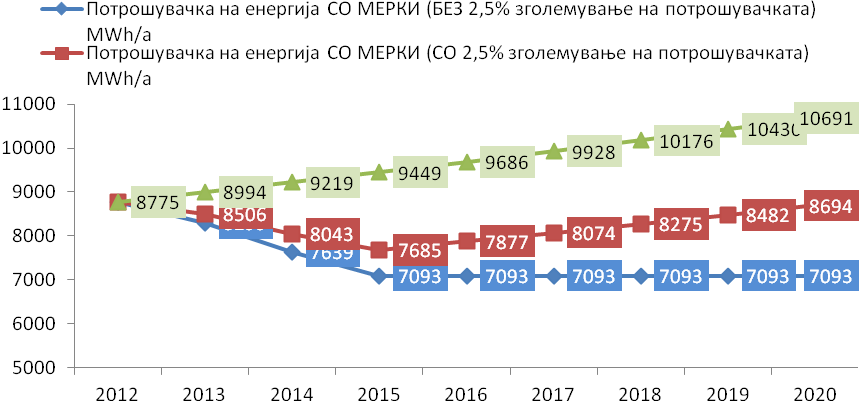 Потрошувачка на енергија СО МЕРКИ (БЕЗ 2,5% зголемување на потрошувачката)
MWh/a
Потрошувачка на енергија СО МЕРКИ (СО 2,5% зголемување на потрошувачката)
MWh/a
11000
10000
9000
8000
7000
6000
5000
8775 8994 9219 9449 9686 9928 10176 10430 10691
8506 8043 7685 7877 8074 8275 8482 8694
7639 7093 7093 7093 7093 7093 7093
2012 2013 2014 2015 2016 2017 2018 2019 2020